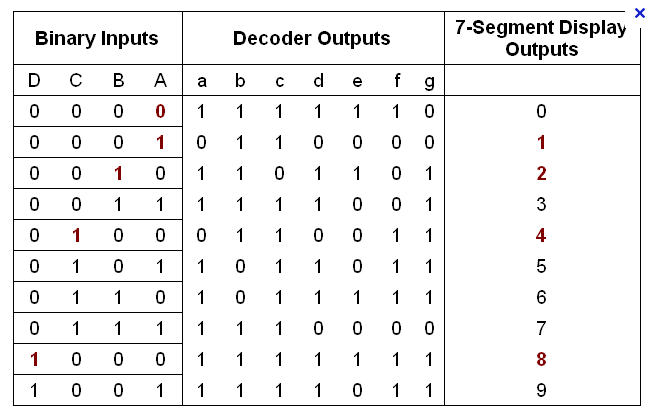 Binary Inputs Decoder Outputs 7-Segment Display Outputs
D C B A a b c d e f g
0 0 0 0 1 1 1 1 1 1 0 0
0 0 0 1 0 1 1 0 0 0 0 1
0 0 1 0 1 1 0 1 1 0 1 2
0 0 1 1 1 1 1 1 0 0 1 3
0 1 0 0 0 1 1 0 0 1 1 4
0 1 0 1 1 0 1 1 0 1 1 5
0 1 1 0 1 0 1 1 1 1 1 6
0 1 1 1 1 1 1 0 0 0 0 7
1 0 0 0 1 1 1 1 1 1 1 8
1 0 0 1 1 1 1 1 0 1 1 9